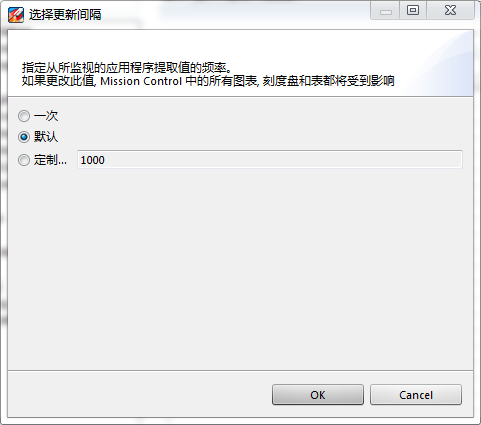 选择更新间隔
指定从所监视的应用程序提取值的频率。
如果更改此值, Mission Control 中的所有图表, 刻度盘和表都将受到影响
一次
默认
定制... 1000
OK Cancel